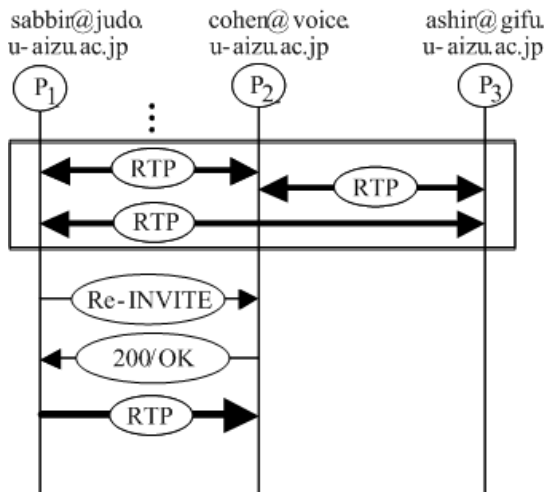 sabbir@judo.
u-aizu.ac.jp
cohen@voice.
u-aizu.ac.jp
ashir@gifu.
u-aizu.ac.jp
P1
P2
P3
RTP
RTP
RTP
Re-INVITE
200/OK
RTP